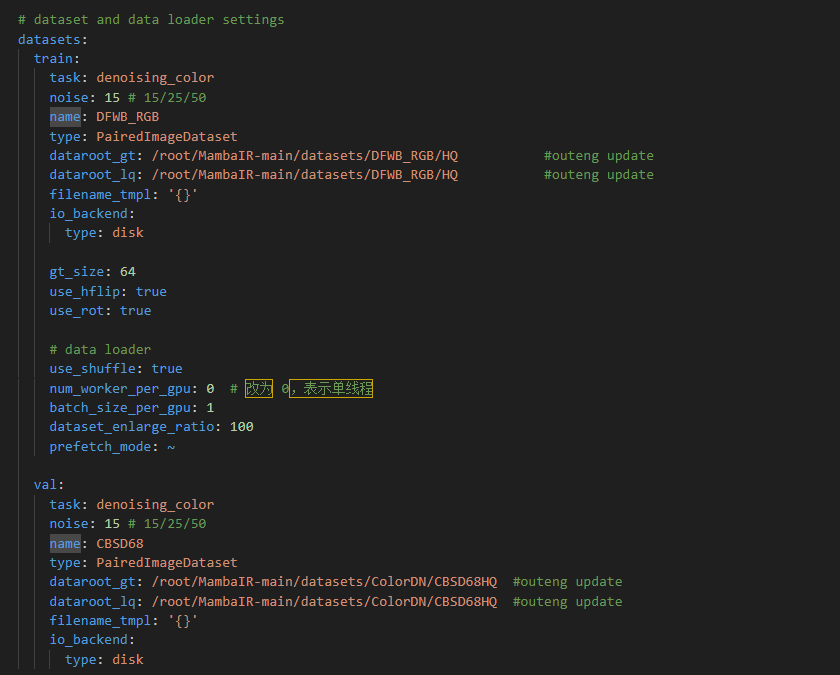 # dataset and data loader settings
datasets:
train:
task: denoising_color
noise: 15 # 15/25/50
name: DFWB_RGB
type: PairedImageDataset
dataroot_gt: /root/MambaIR-main/datasets/DFWB_RGB/HQ #outeng update
dataroot_lq: /root/MambaIR-main/datasets/DFWB_RGB/HQ #outeng update
filename_tmpl: '{}'
io_backend:
type: disk
gt_size: 64
use_hflip: true
use_rot: true
# data loader
use_shuffle: true
num_worker_per_gpu: 0 # 改为 0，表示单线程
batch_size_per_gpu: 1
dataset_enlarge_ratio: 100
prefetch_mode: ~
val:
task: denoising_color
noise: 15 # 15/25/50
name: CBSD68
type: PairedImageDataset
dataroot_gt: /root/MambaIR-main/datasets/ColorDN/CBSD68HQ #outeng update
dataroot_lq: /root/MambaIR-main/datasets/ColorDN/CBSD68HQ #outeng update
filename_tmpl: '{}'
io_backend:
type: disk